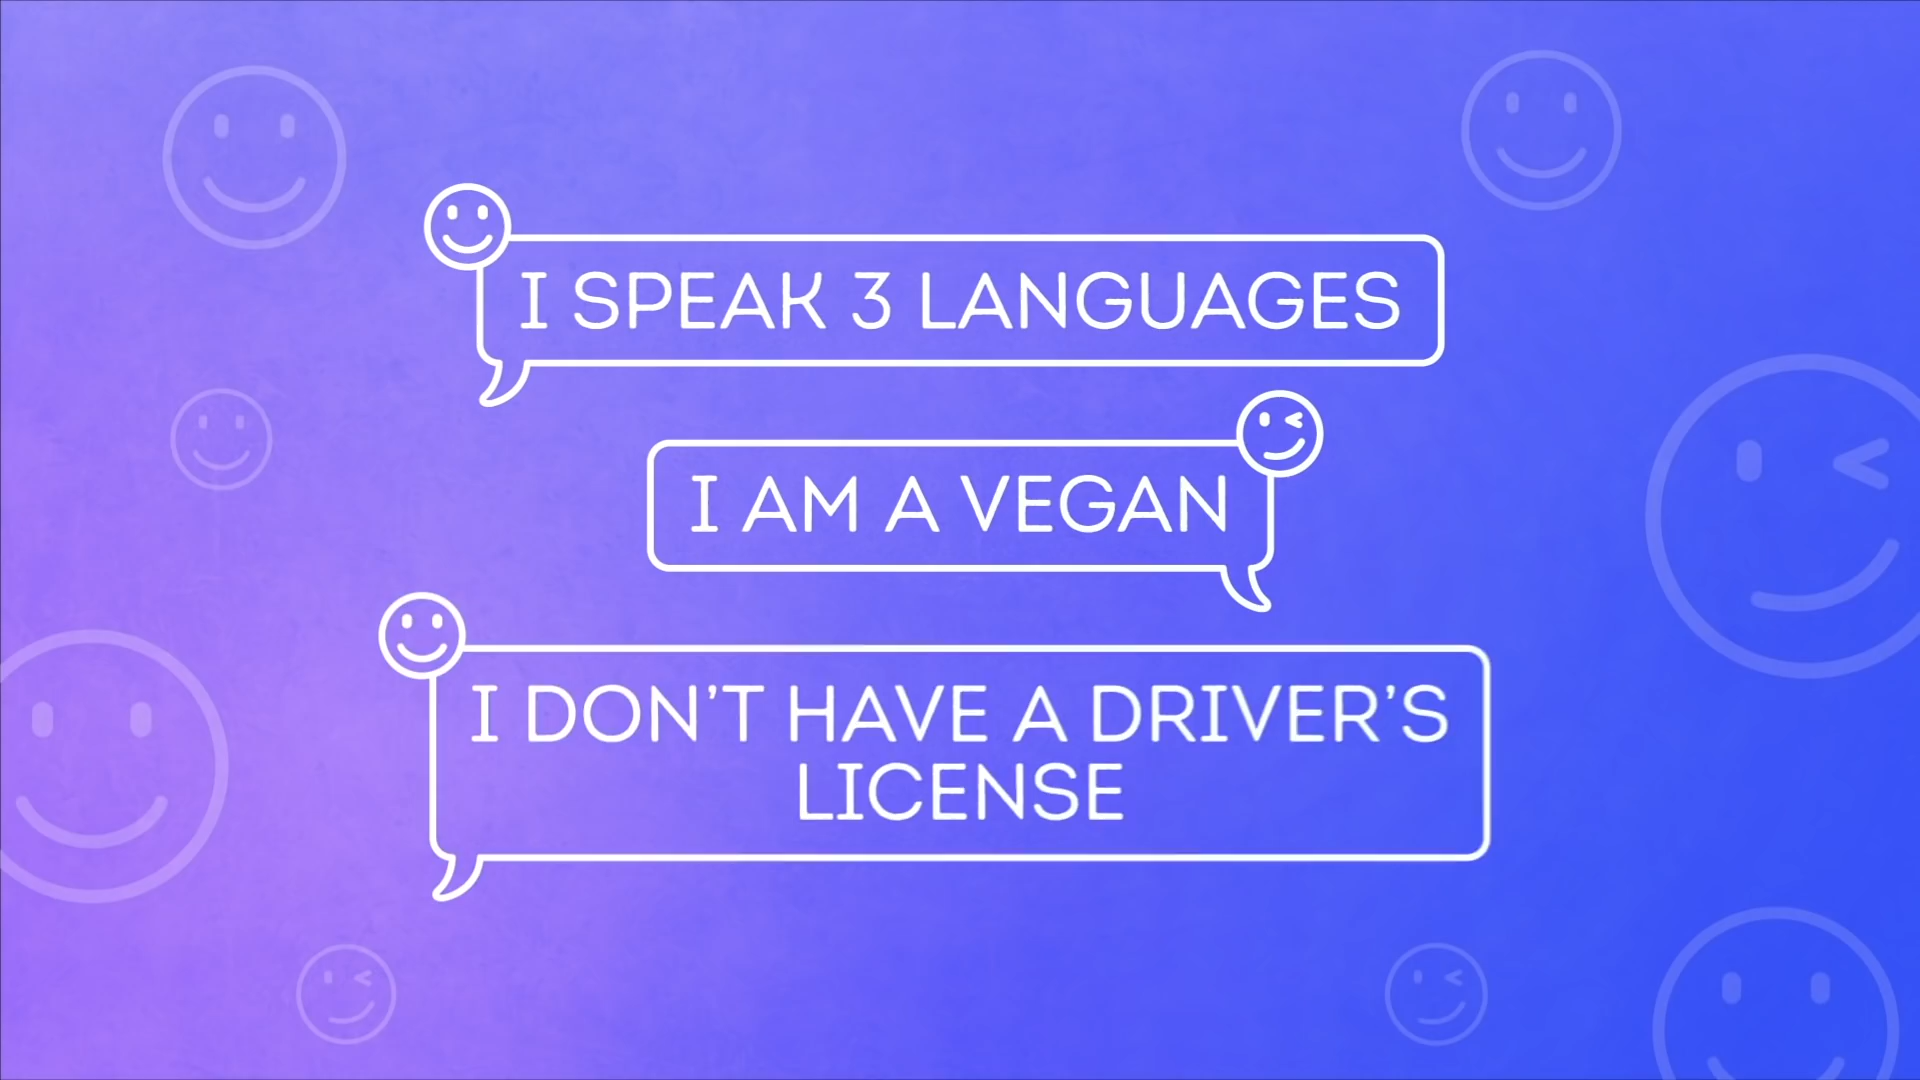 I SPEAK 3 LANGUAGES
I AM A VEGAN
I DON'T HAVE A DRIVER'S
LICENSE